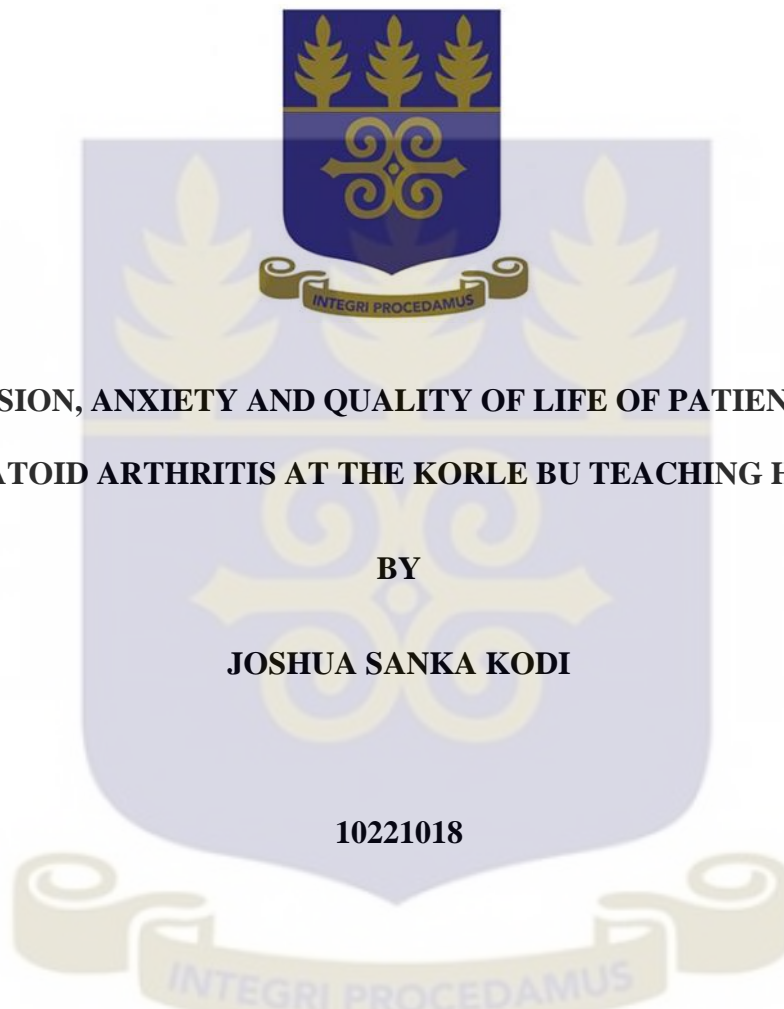 INTEGRI PROCEDAMUS
SION, ANXIETY AND QUALITY OF LIFE OF PATIEN
ATOID ARTHRITIS AT THE KORLE BU TEACHING H
BY
JOSHUA SANKA KODI
10221018
INTEGRI PROCEDAMUS